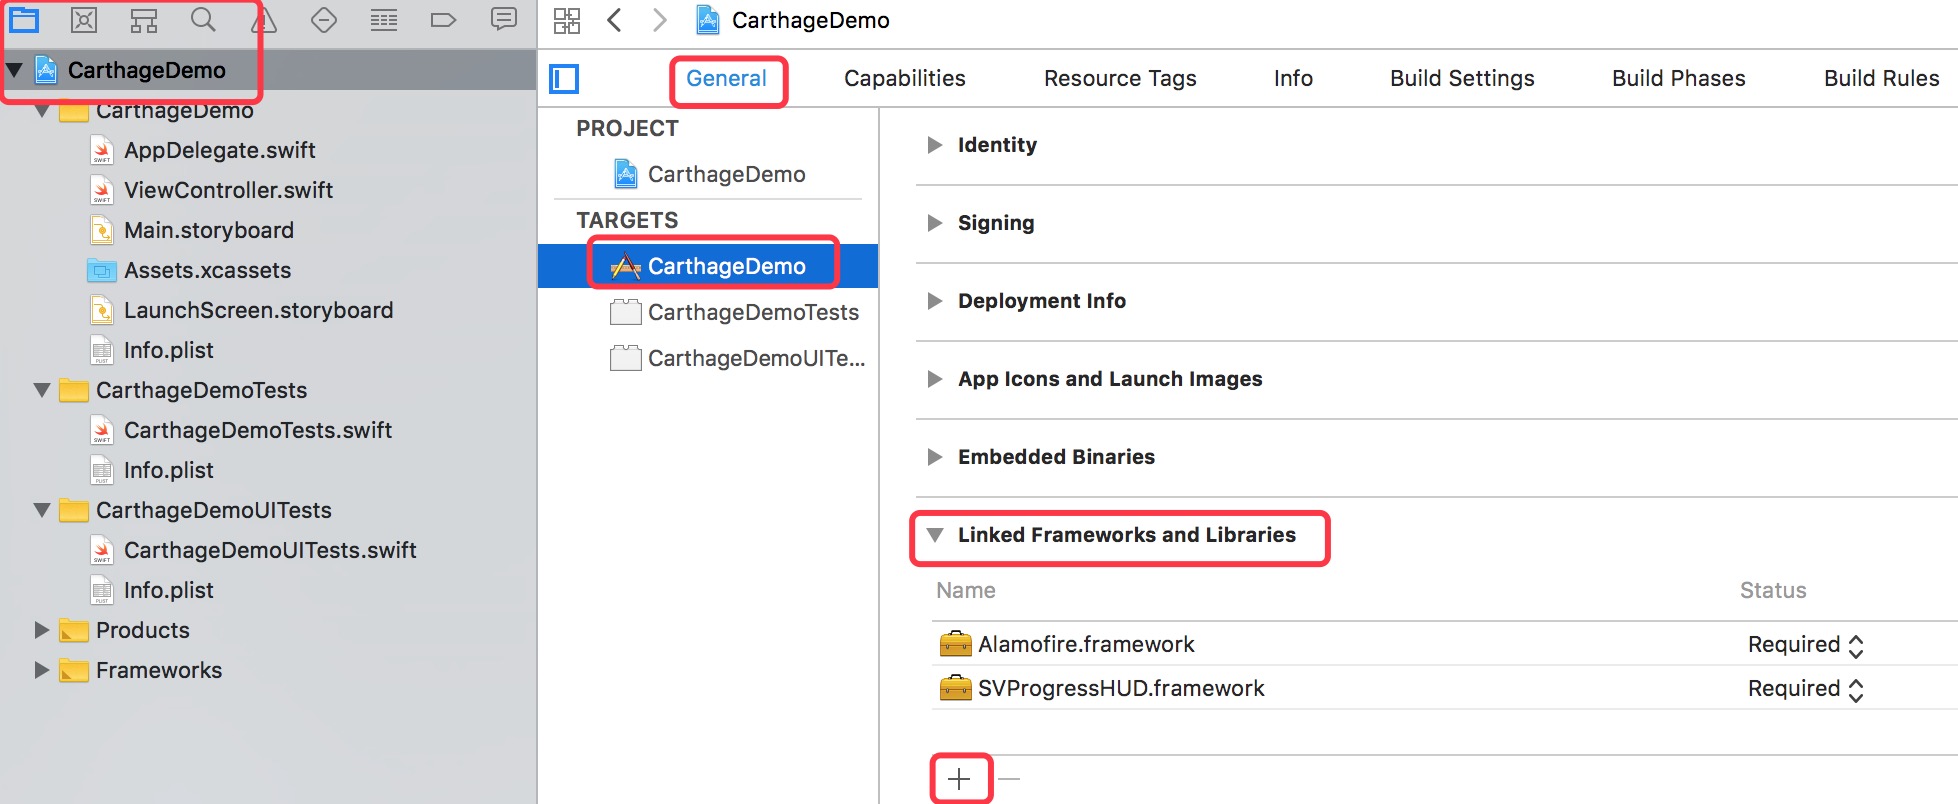 CarthageDemo
CarthageDemo
AppDelegate.swift
ViewController.swift
Main.storyboard
Assets.xcassets
LaunchScreen.storyboard
Info.plist
CarthageDemoTests
CarthageDemoTests.swift
Info.plist
CarthageDemoUITests
CarthageDemoUITests.swift
Info.plist
Products
Frameworks
CarthageDemo
General Capabilities Resource Tags Info Build Settings Build Phases Build Rules
PROJECT
CarthageDemo
TARGETS
CarthageDemo
CarthageDemoTests
CarthageDemoUITe...
Identity
Signing
Deployment Info
App Icons and Launch Images
Embedded Binaries
Linked Frameworks and Libraries
Name Status
Alamofire.framework Required
SVProgressHUD.framework Required